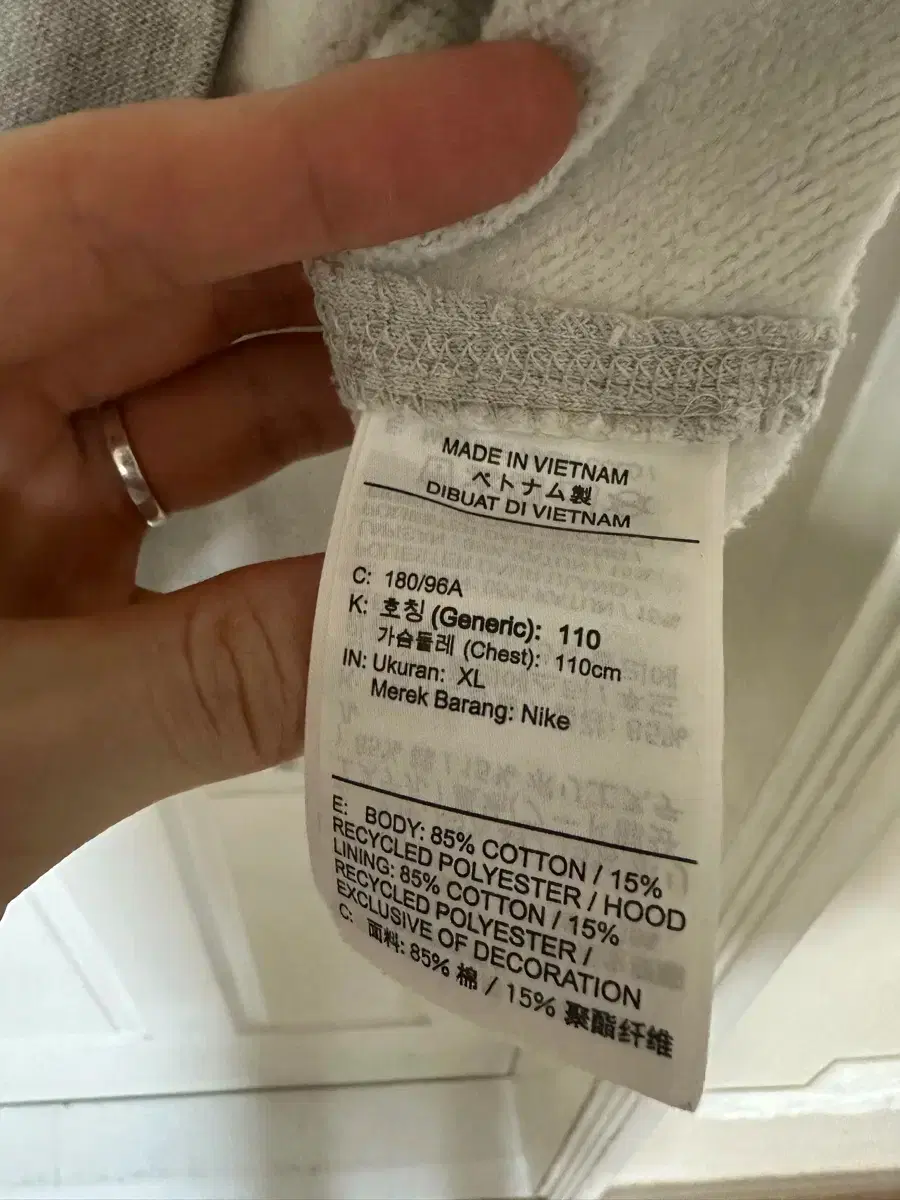 MADE IN VIETNAM
ベトナム製
DIBUAT DI VIETNAM
C: 180/96A
K: 호칭 (Generic): 110
가슴둘레 (Chest): 110cm
IN: Ukuran: XL
Merek Barang: Nike
E: BODY: 85% COTTON / 15%
RECYCLED POLYESTER / HOOD
LINING: 85% COTTON / 15%
RECYCLED POLYESTER /
EXCLUSIVE OF DECORATION
C: 面料: 85% 棉 / 15% 聚酯纤维